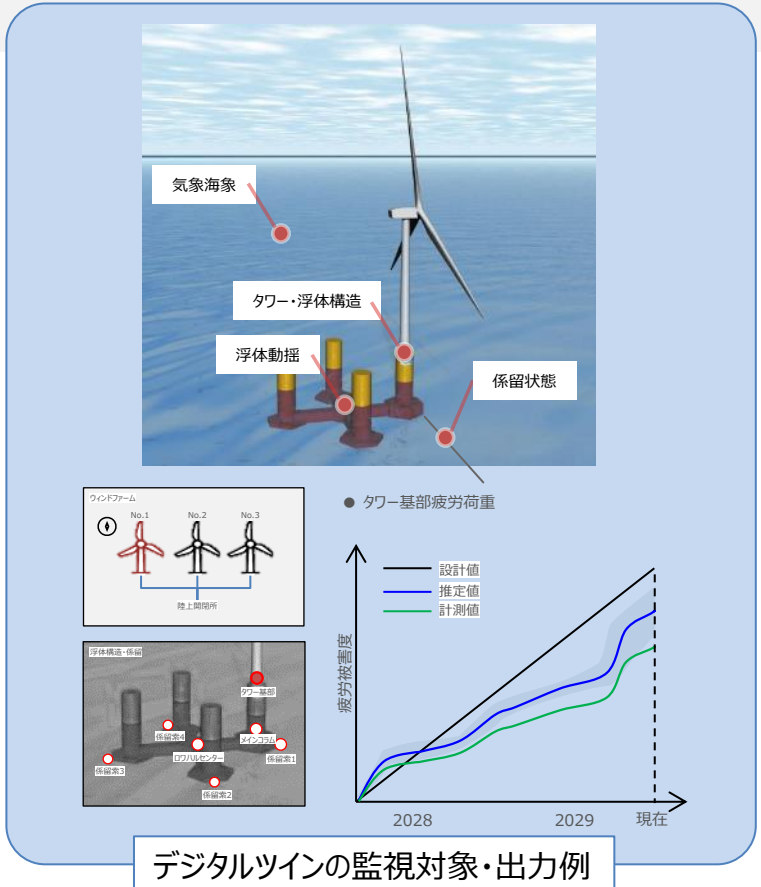 気象海象
タワー・浮体構造
浮体動揺
係留状態
ウィンドファーム
No.1 No.2 No.3
陸上開閉所
浮体構造・係留
タワー基部
係留索4
メインコラム
ロワハルセンター
係留索1
係留索3
係留索2
● タワー基部疲労荷重
設計値
推定値
計測値
疲労被害度
2028 2029 現在
デジタルツインの監視対象・出力例